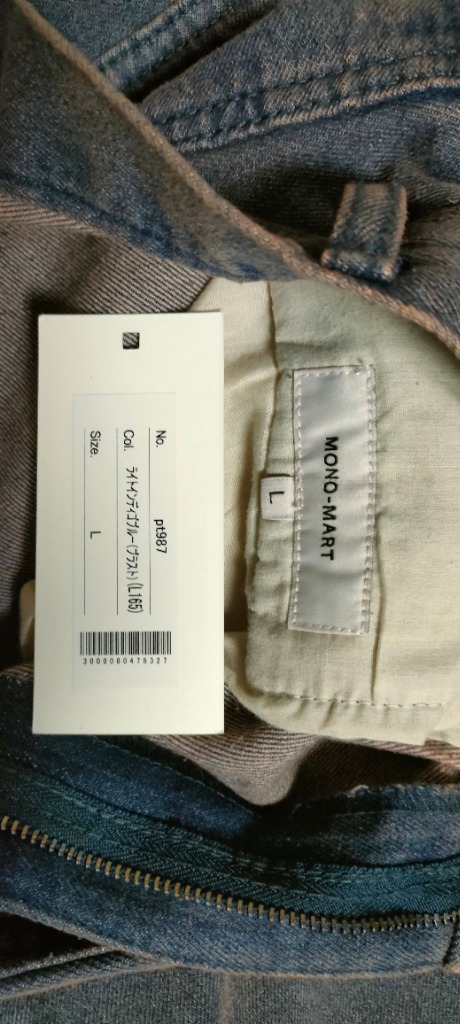 No. pt987
Col. ライトインディゴブルー(ブラスト)(L165)
Size. L
3000000479327
MONO-MART
L